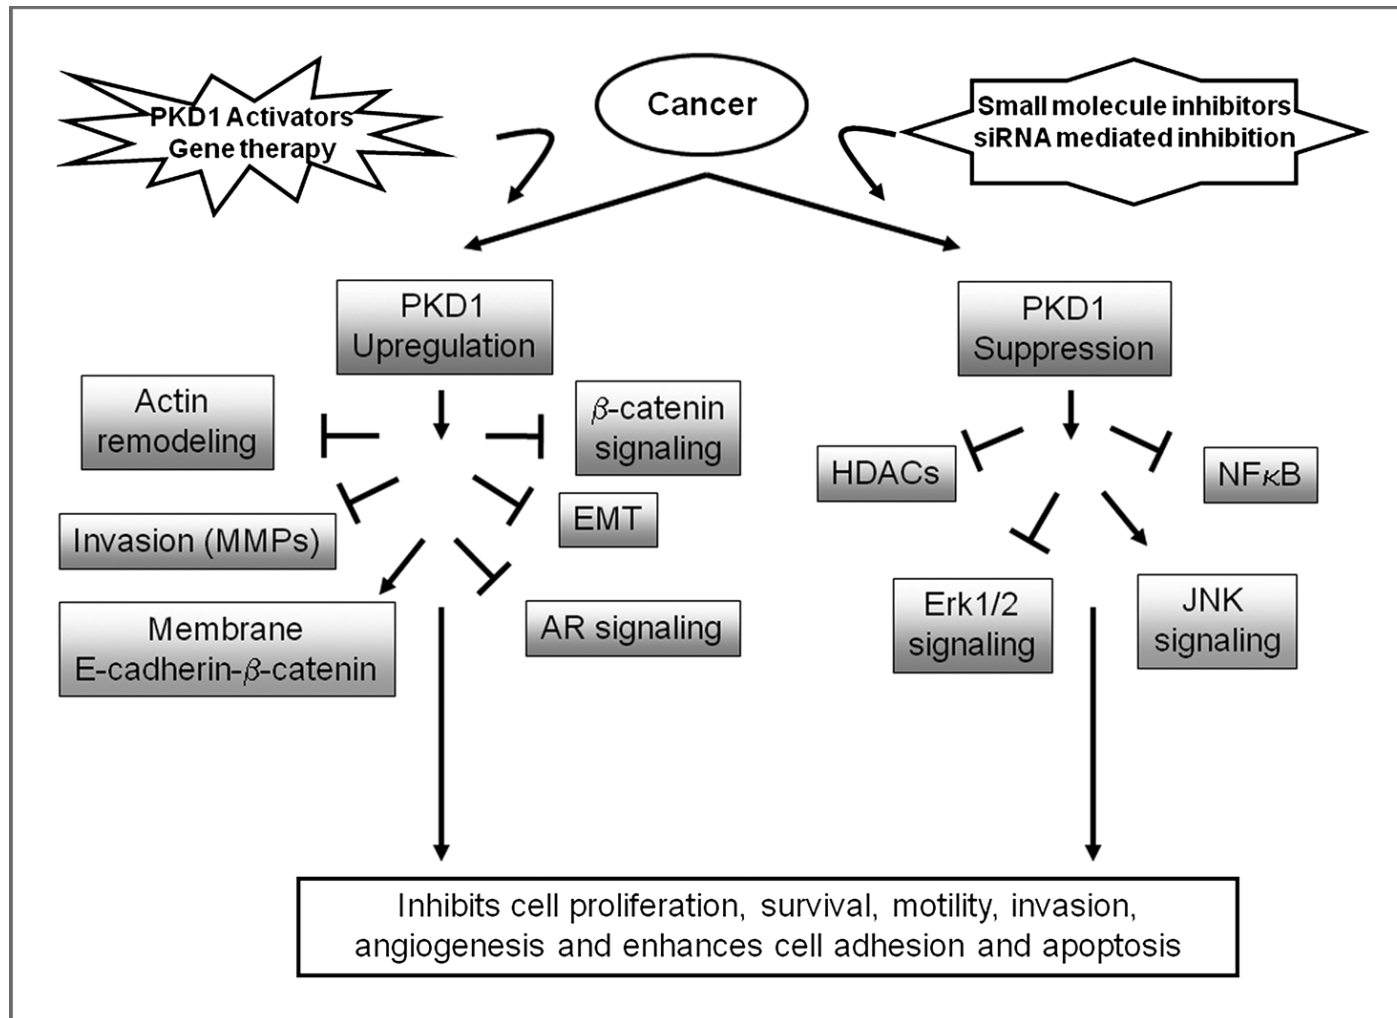 PKD1 Activators
Gene therapy
Cancer
Small molecule inhibitors
siRNA mediated inhibition
PKD1
Upregulation
PKD1
Suppression
Actin
remodeling
β-catenin
signaling
HDACs
NFκB
Invasion (MMPs)
EMT
Membrane
E-cadherin-β-catenin
AR signaling
Erk1/2
signaling
JNK
signaling
Inhibits cell proliferation, survival, motility, invasion,
angiogenesis and enhances cell adhesion and apoptosis